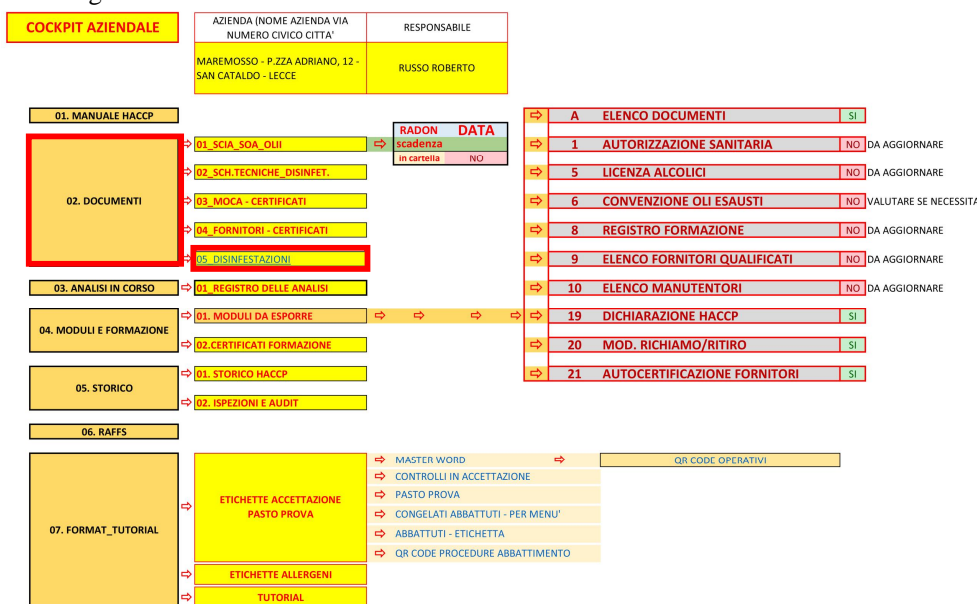 COCKPIT AZIENDALE
AZIENDA (NOME AZIENDA VIA
NUMERO CIVICO CITTA'
RESPONSABILE
MAREMOSSO - P.ZZA ADRIANO, 12 -
SAN CATALDO - LECCE
RUSSO ROBERTO
01. MANUALE HACCP
A ELENCO DOCUMENTI SI
RADON DATA
scadenza
in cartella NO
02. DOCUMENTI
01_SCIA_SOA_OLII
1 AUTORIZZAZIONE SANITARIA NO DA AGGIORNARE
02_SCH.TECNICHE_DISINFET.
5 LICENZA ALCOLICI NO DA AGGIORNARE
03_MOCA - CERTIFICATI
6 CONVENZIONE OLI ESAUSTI NO VALUTARE SE NECESSITA
04_FORNITORI - CERTIFICATI
8 REGISTRO FORMAZIONE NO DA AGGIORNARE
05_DISINFESTAZIONI
9 ELENCO FORNITORI QUALIFICATI NO DA AGGIORNARE
03. ANALISI IN CORSO
01_REGISTRO DELLE ANALISI
10 ELENCO MANUTENTORI NO DA AGGIORNARE
04. MODULI E FORMAZIONE
01. MODULI DA ESPORRE
19 DICHIARAZIONE HACCP SI
02.CERTIFICATI FORMAZIONE
20 MOD. RICHIAMO/RITIRO SI
05. STORICO
01. STORICO HACCP
21 AUTOCERTIFICAZIONE FORNITORI SI
02. ISPEZIONI E AUDIT
06. RAFFS
07. FORMAT_TUTORIAL
ETICHETTE ACCETTAZIONE
PASTO PROVA
MASTER WORD
QR CODE OPERATIVI
CONTROLLI IN ACCETTAZIONE
PASTO PROVA
CONGELATI ABBATTUTI - PER MENU'
ABBATTUTI - ETICHETTA
QR CODE PROCEDURE ABBATTIMENTO
ETICHETTE ALLERGENI
TUTORIAL